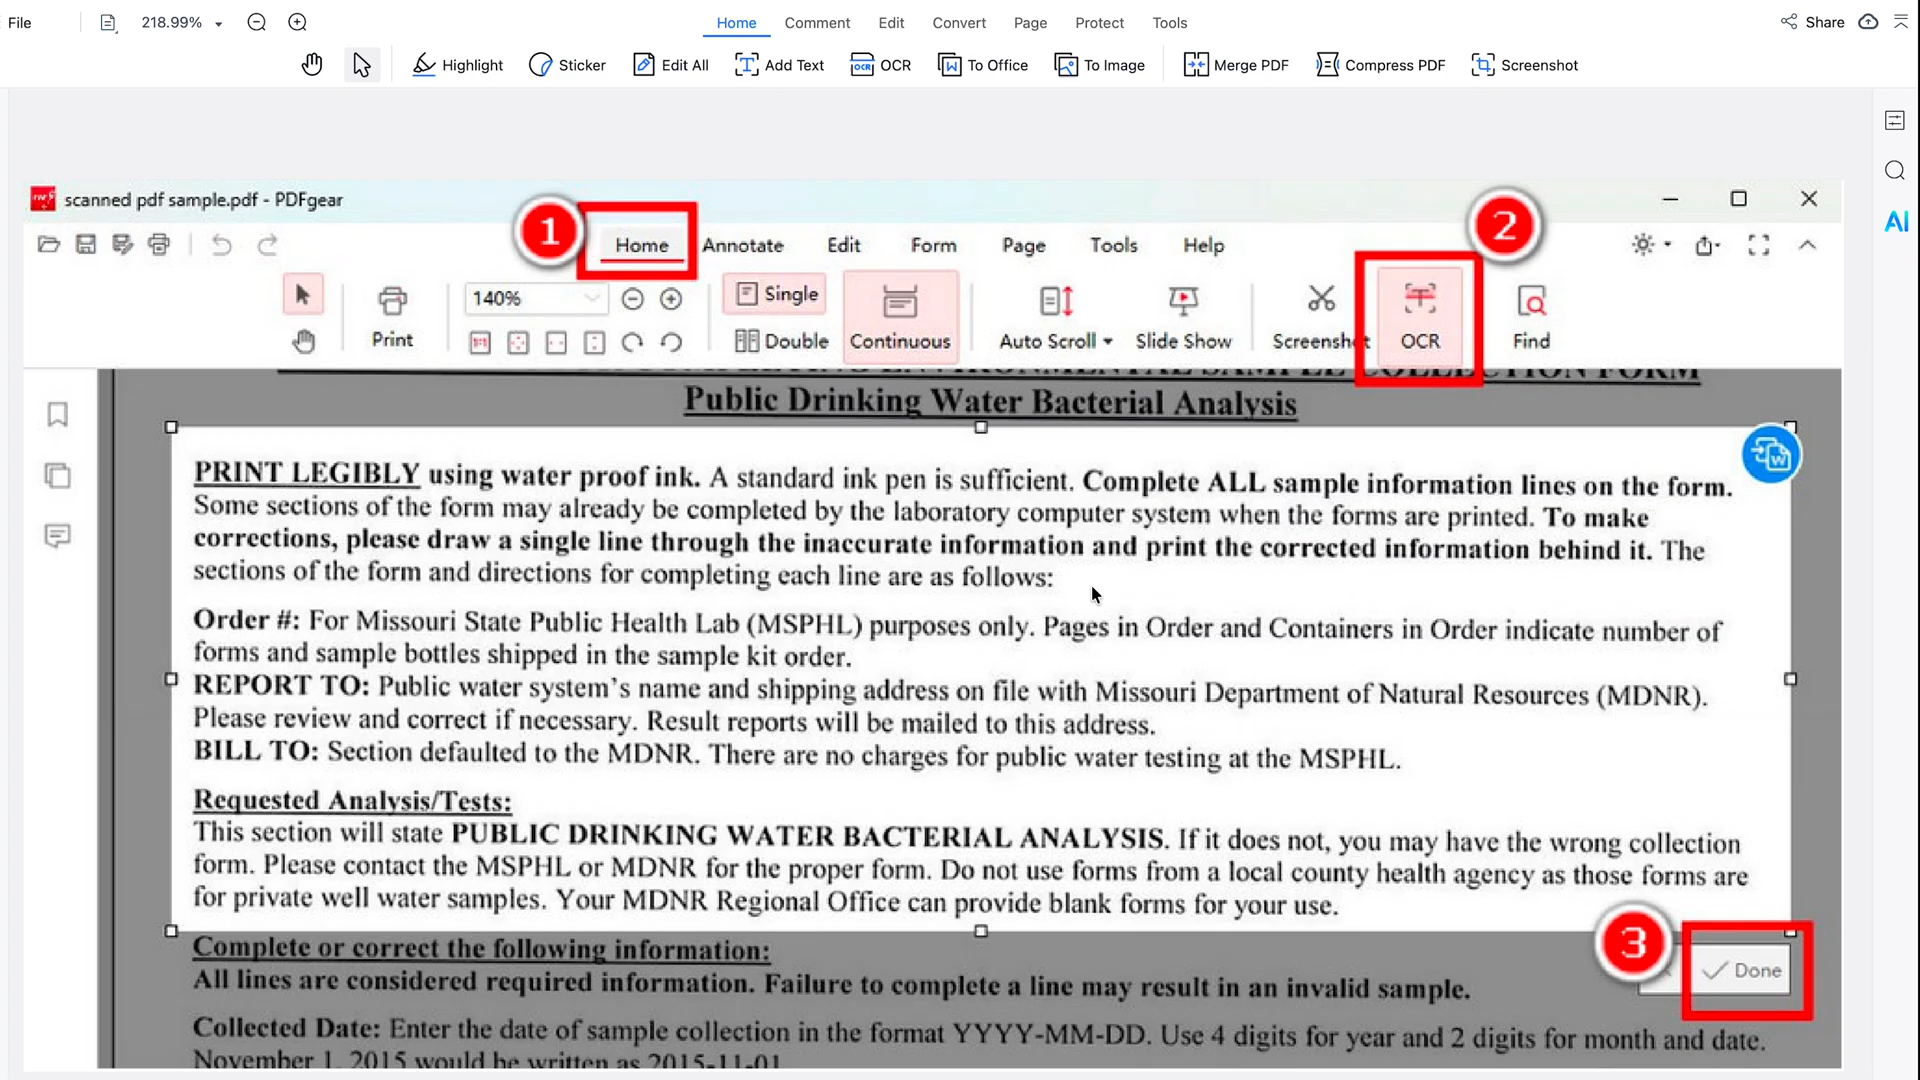 File
218.99%
Home Comment Edit Convert Page Protect Tools
Share
Highlight Sticker Edit All Add Text OCR To Office To Image Merge PDF Compress PDF Screenshot
AI
scanned pdf sample.pdf - PDFgear
1
2
Home Annotate Edit Form Page Tools Help
140%
Single
Print
Double
Continuous
Auto Scroll
Slide Show
Screenshot
OCR
Find
ENVIRONMENTAL SAMPLE COLLECTION FORM
Public Drinking Water Bacterial Analysis
PRINT LEGIBLY using water proof ink. A standard ink pen is sufficient. Complete ALL sample information lines on the form.
Some sections of the form may already be completed by the laboratory computer system when the forms are printed. To make
corrections, please draw a single line through the inaccurate information and print the corrected information behind it. The
sections of the form and directions for completing each line are as follows:
Order #: For Missouri State Public Health Lab (MSPHL) purposes only. Pages in Order and Containers in Order indicate number of
forms and sample bottles shipped in the sample kit order.
REPORT TO: Public water system's name and shipping address on file with Missouri Department of Natural Resources (MDNR).
Please review and correct if necessary. Result reports will be mailed to this address.
BILL TO: Section defaulted to the MDNR. There are no charges for public water testing at the MSPHL.
Requested Analysis/Tests:
This section will state PUBLIC DRINKING WATER BACTERIAL ANALYSIS. If it does not, you may have the wrong collection
form. Please contact the MSPHL or MDNR for the proper form. Do not use forms from a local county health agency as those forms are
for private well water samples. Your MDNR Regional Office can provide blank forms for your use.
Complete or correct the following information:
3
Done
All lines are considered required information. Failure to complete a line may result in an invalid sample.
Collected Date: Enter the date of sample collection in the format YYYY-MM-DD. Use 4 digits for year and 2 digits for month and date.
November 1, 2015 would be written as 2015-11-01